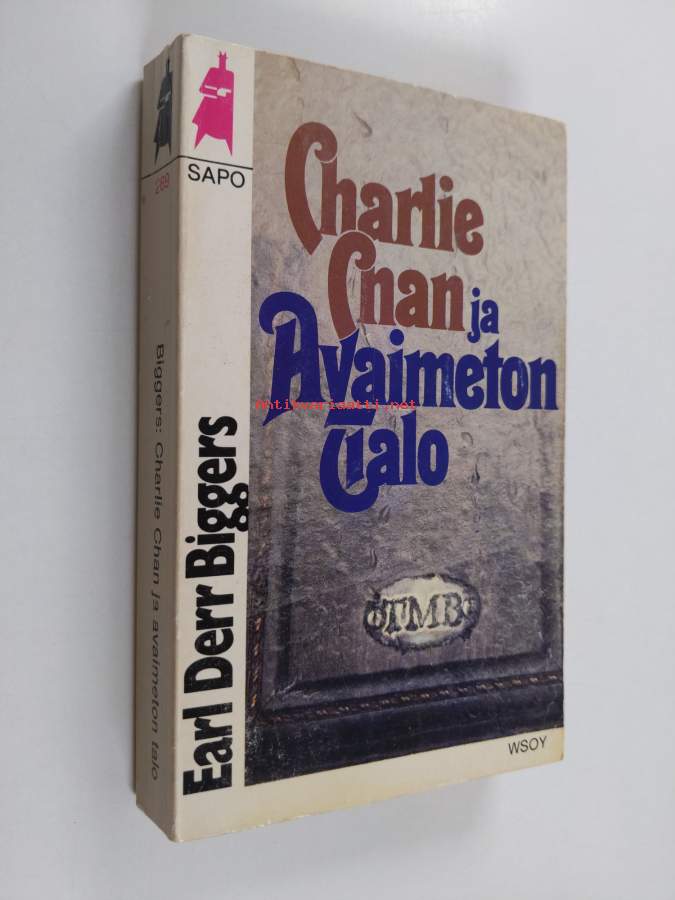 SAPO
289
Biggers: Charlie Chan ja avaimeton talo
Earl Derr Biggers
Charlie
Chan ja
Avaimeton
Talo
Antikvariaatti.net
TMB
WSOY